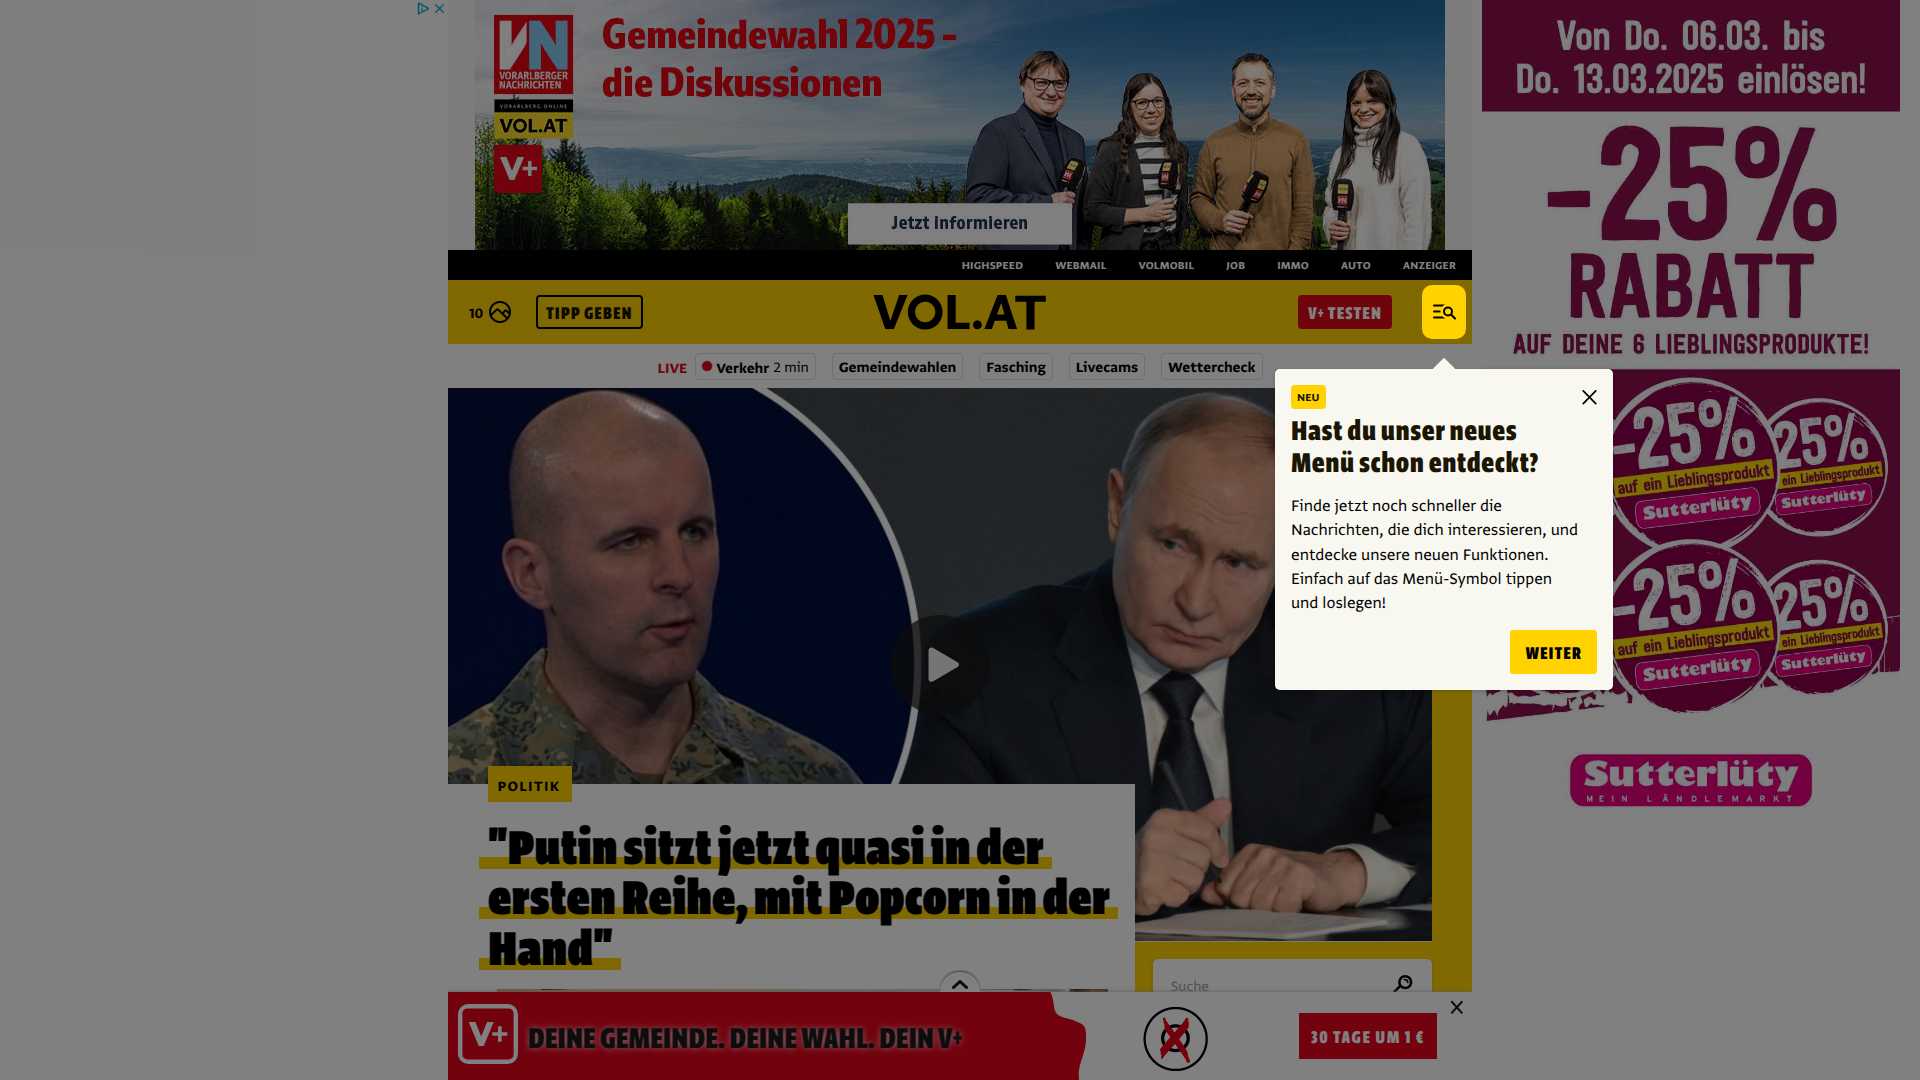 VN
VORARLBERGER
NACHRICHTEN
VORARLBERG ONLINE
VOL.AT
V+
Gemeindewahl 2025 –
die Diskussionen
Jetzt informieren
HIGHSPEED WEBMAIL VOLMOBIL JOB IMMO AUTO ANZEIGER
10
TIPP GEBEN
VOL.AT
V+ TESTEN
LIVE Verkehr 2 min Gemeindewahlen Fasching Livecams Wettercheck
NEU
Hast du unser neues
Menü schon entdeckt?
Finde jetzt noch schneller die
Nachrichten, die dich interessieren, und
entdecke unsere neuen Funktionen.
Einfach auf das Menü-Symbol tippen
und loslegen!
WEITER
POLITIK
"Putin sitzt jetzt quasi in der
ersten Reihe, mit Popcorn in der
Hand"
Suche
V+
DEINE GEMEINDE. DEINE WAHL. DEIN V+
30 TAGE UM 1 €
Von Do. 06.03. bis
Do. 13.03.2025 einlösen!
-25%
RABATT
AUF DEINE 6 LIEBLINGSPRODUKTE!
-25%
auf ein Lieblingsprodukt
Sutterlüty
25%
ein Lieblingsprodukt
Sutterlüty
-25%
auf ein Lieblingsprodukt
Sutterlüty
25%
ein Lieblingsprodukt
Sutterlüty
Sutterlüty
MEIN LÄNDLEMARKT